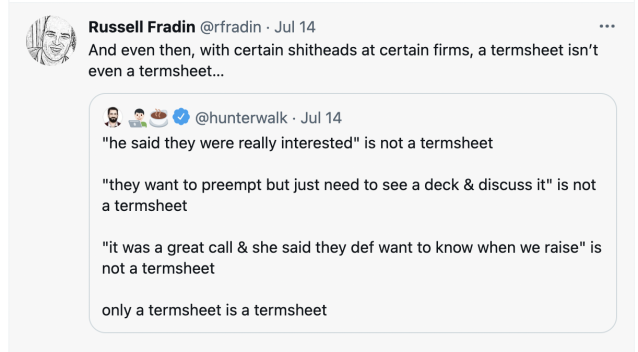 Russell Fradin @rfradin · Jul 14
And even then, with certain shitheads at certain firms, a termsheet isn’t
even a termsheet...
@hunterwalk · Jul 14
"he said they were really interested" is not a termsheet
"they want to preempt but just need to see a deck & discuss it" is not
a termsheet
"it was a great call & she said they def want to know when we raise" is
not a termsheet
only a termsheet is a termsheet